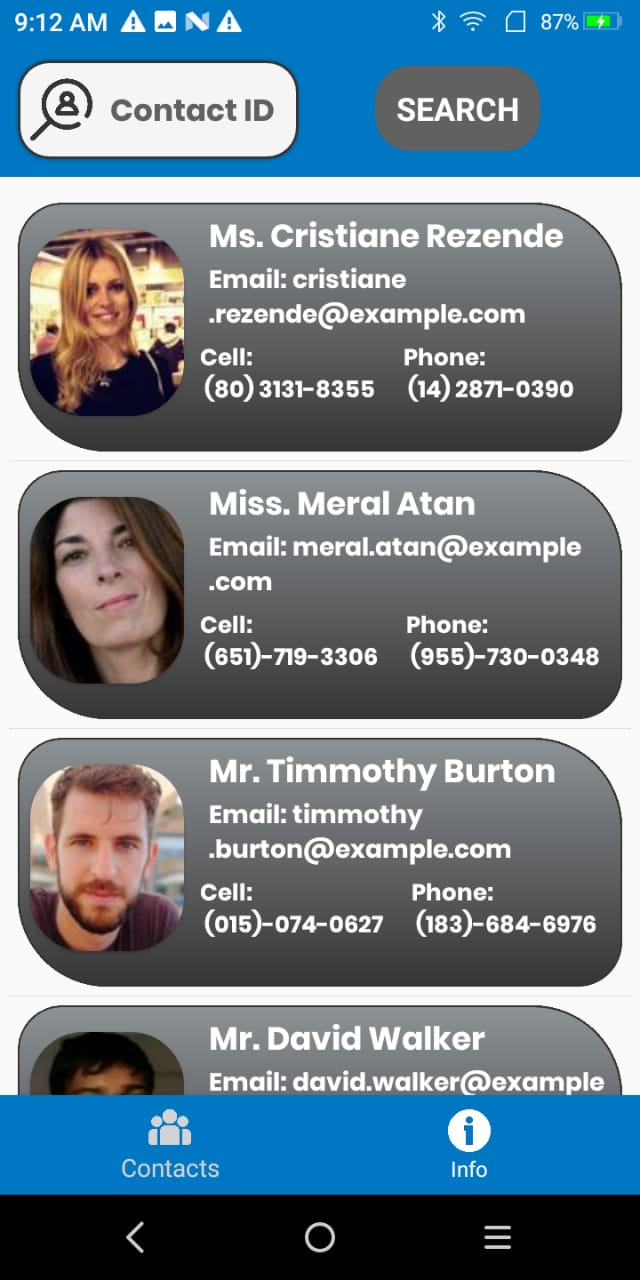 9:12 AM 87%
Contact ID SEARCH
Ms. Cristiane Rezende
Email: cristiane
.rezende@example.com
Cell: Phone:
(80) 3131-8355 (14) 2871-0390
Miss. Meral Atan
Email: meral.atan@example
.com
Cell: Phone:
(651)-719-3306 (955)-730-0348
Mr. Timmothy Burton
Email: timmothy
.burton@example.com
Cell: Phone:
(015)-074-0627 (183)-684-6976
Mr. David Walker
Email: david.walker@example
Contacts Info